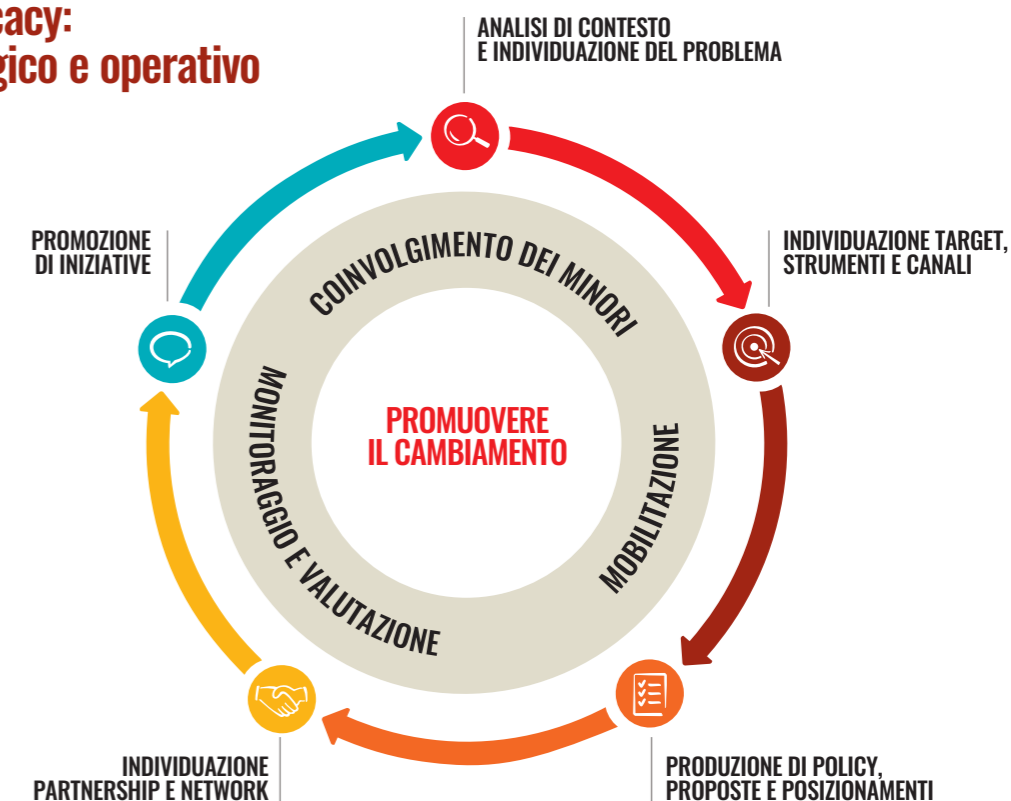 cacy:
gico e operativo
ANALISI DI CONTESTO
E INDIVIDUAZIONE DEL PROBLEMA
PROMOZIONE
DI INIZIATIVE
INDIVIDUAZIONE TARGET,
STRUMENTI E CANALI
COINVOLGIMENTO DEI MINORI
MONITORAGGIO E VALUTAZIONE
PROMUOVERE
IL CAMBIAMENTO
MOBILITAZIONE
INDIVIDUAZIONE
PARTNERSHIP E NETWORK
PRODUZIONE DI POLICY,
PROPOSTE E POSIZIONAMENTI